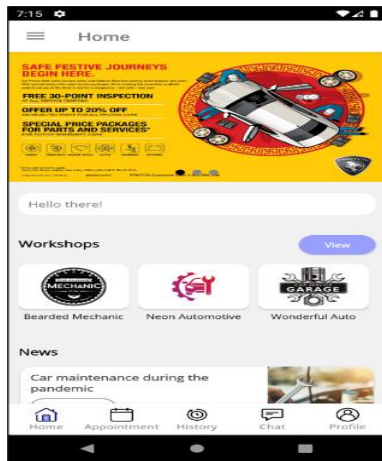 7:15
Home
SAFE FESTIVE JOURNEYS
BEGIN HERE.
FREE 30-POINT INSPECTION
OFFER UP TO 20% OFF
SPECIAL PRICE PACKAGES
FOR PARTS AND SERVICES*
Hello there!
Workshops
View
MECHANIC
GARAGE
Bearded Mechanic
Neon Automotive
Wonderful Auto
News
Car maintenance during the
pandemic
Home
Appointment
History
Chat
Profile